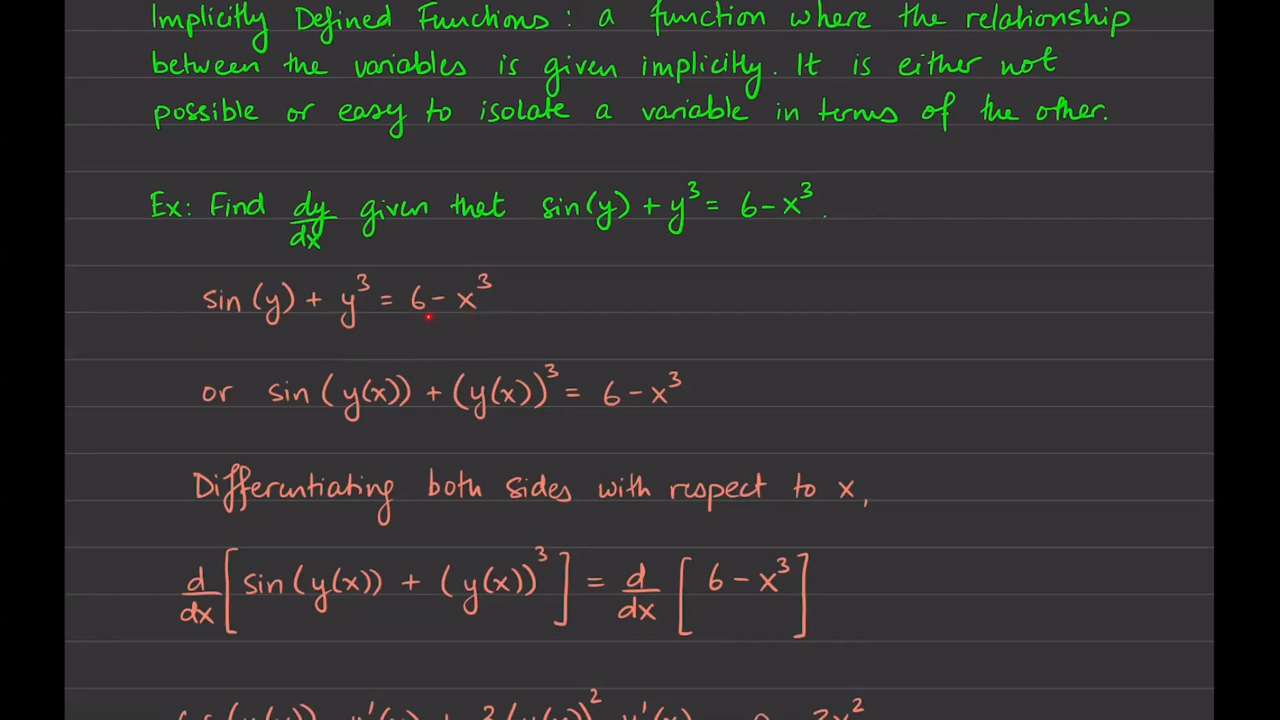 Implicitly Defined Functions: a function where the relationship
between the variables is given implicitly. It is either not
possible or easy to isolate a variable in terms of the other.
Ex: Find dy/dx given that sin(y) + y³ = 6 - x³.
sin(y) + y³ = 6 - x³
or sin(y(x)) + (y(x))³ = 6 - x³
Differentiating both sides with respect to x,
d/dx [sin(y(x)) + (y(x))³] = d/dx [6 - x³]